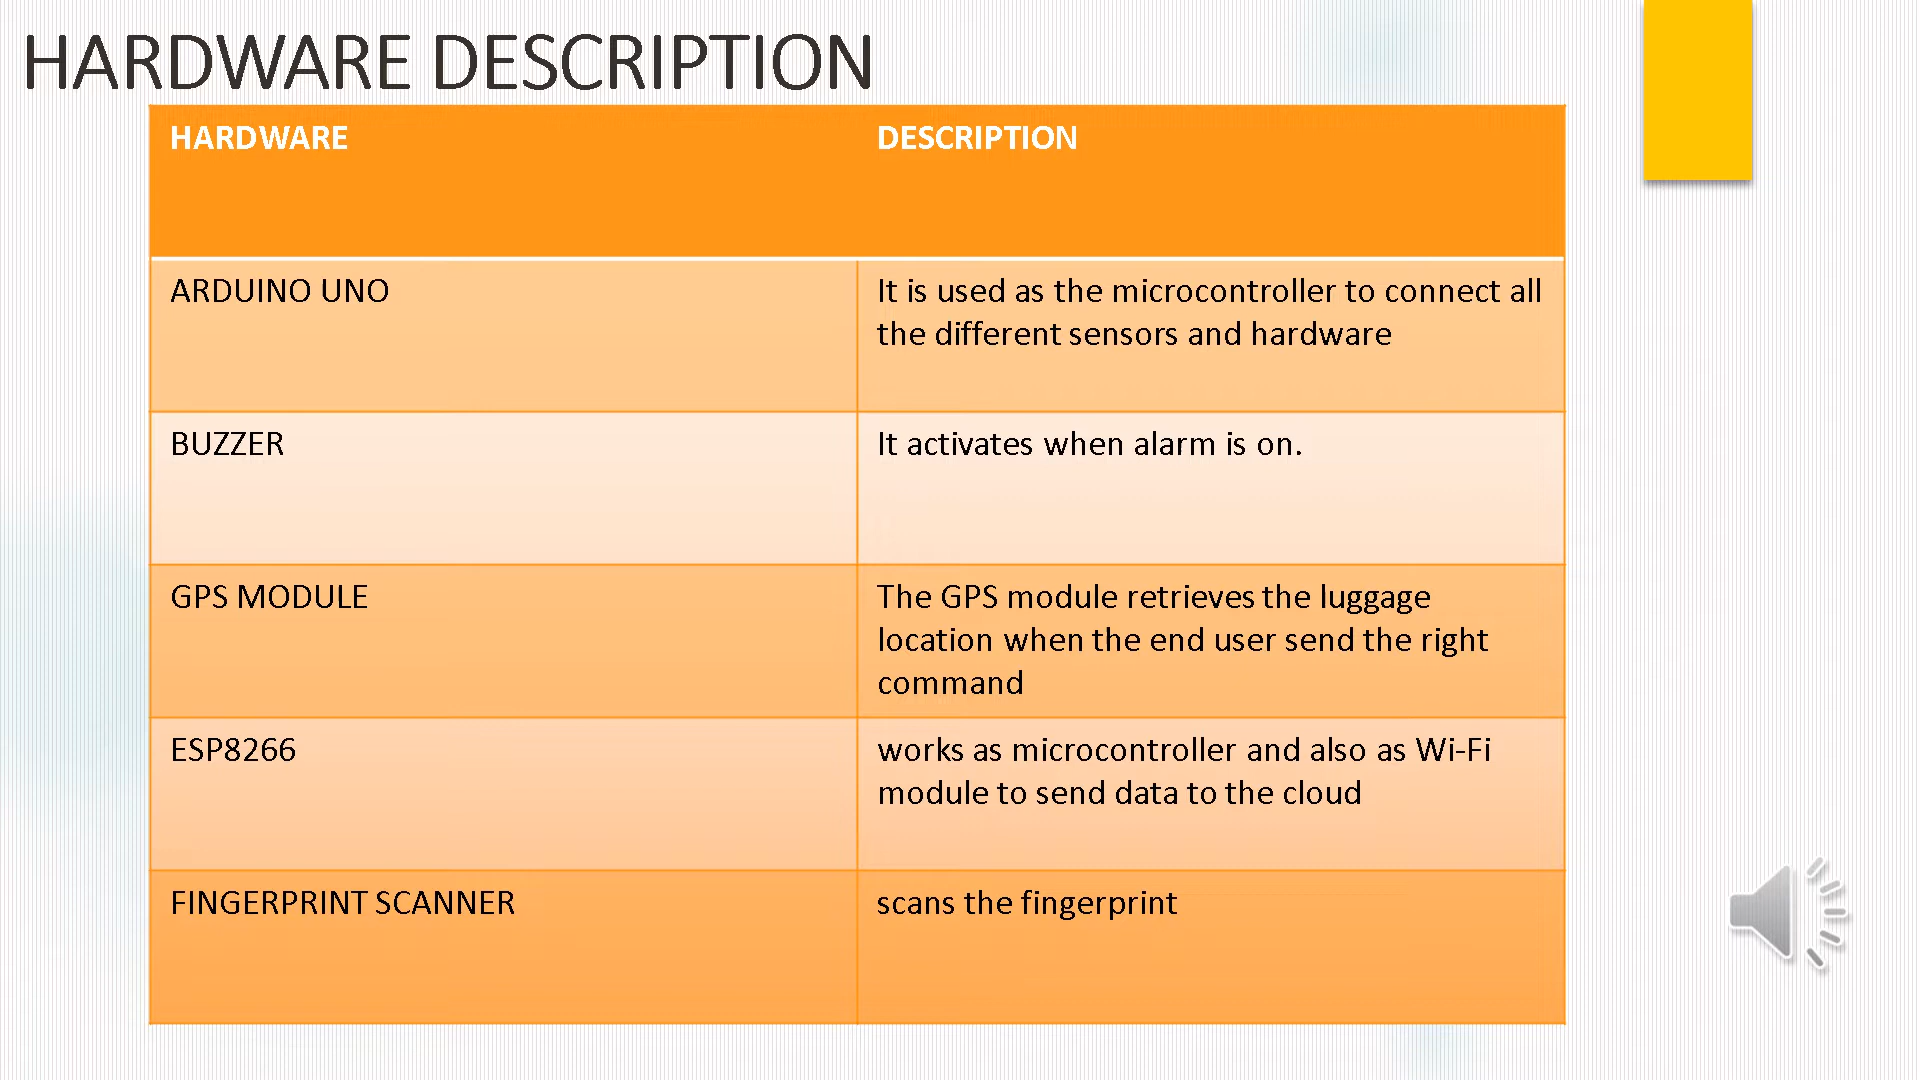 HARDWARE DESCRIPTION
HARDWARE
DESCRIPTION
ARDUINO UNO
It is used as the microcontroller to connect all
the different sensors and hardware
BUZZER
It activates when alarm is on.
GPS MODULE
The GPS module retrieves the luggage
location when the end user send the right
command
ESP8266
works as microcontroller and also as Wi-Fi
module to send data to the cloud
FINGERPRINT SCANNER
scans the fingerprint